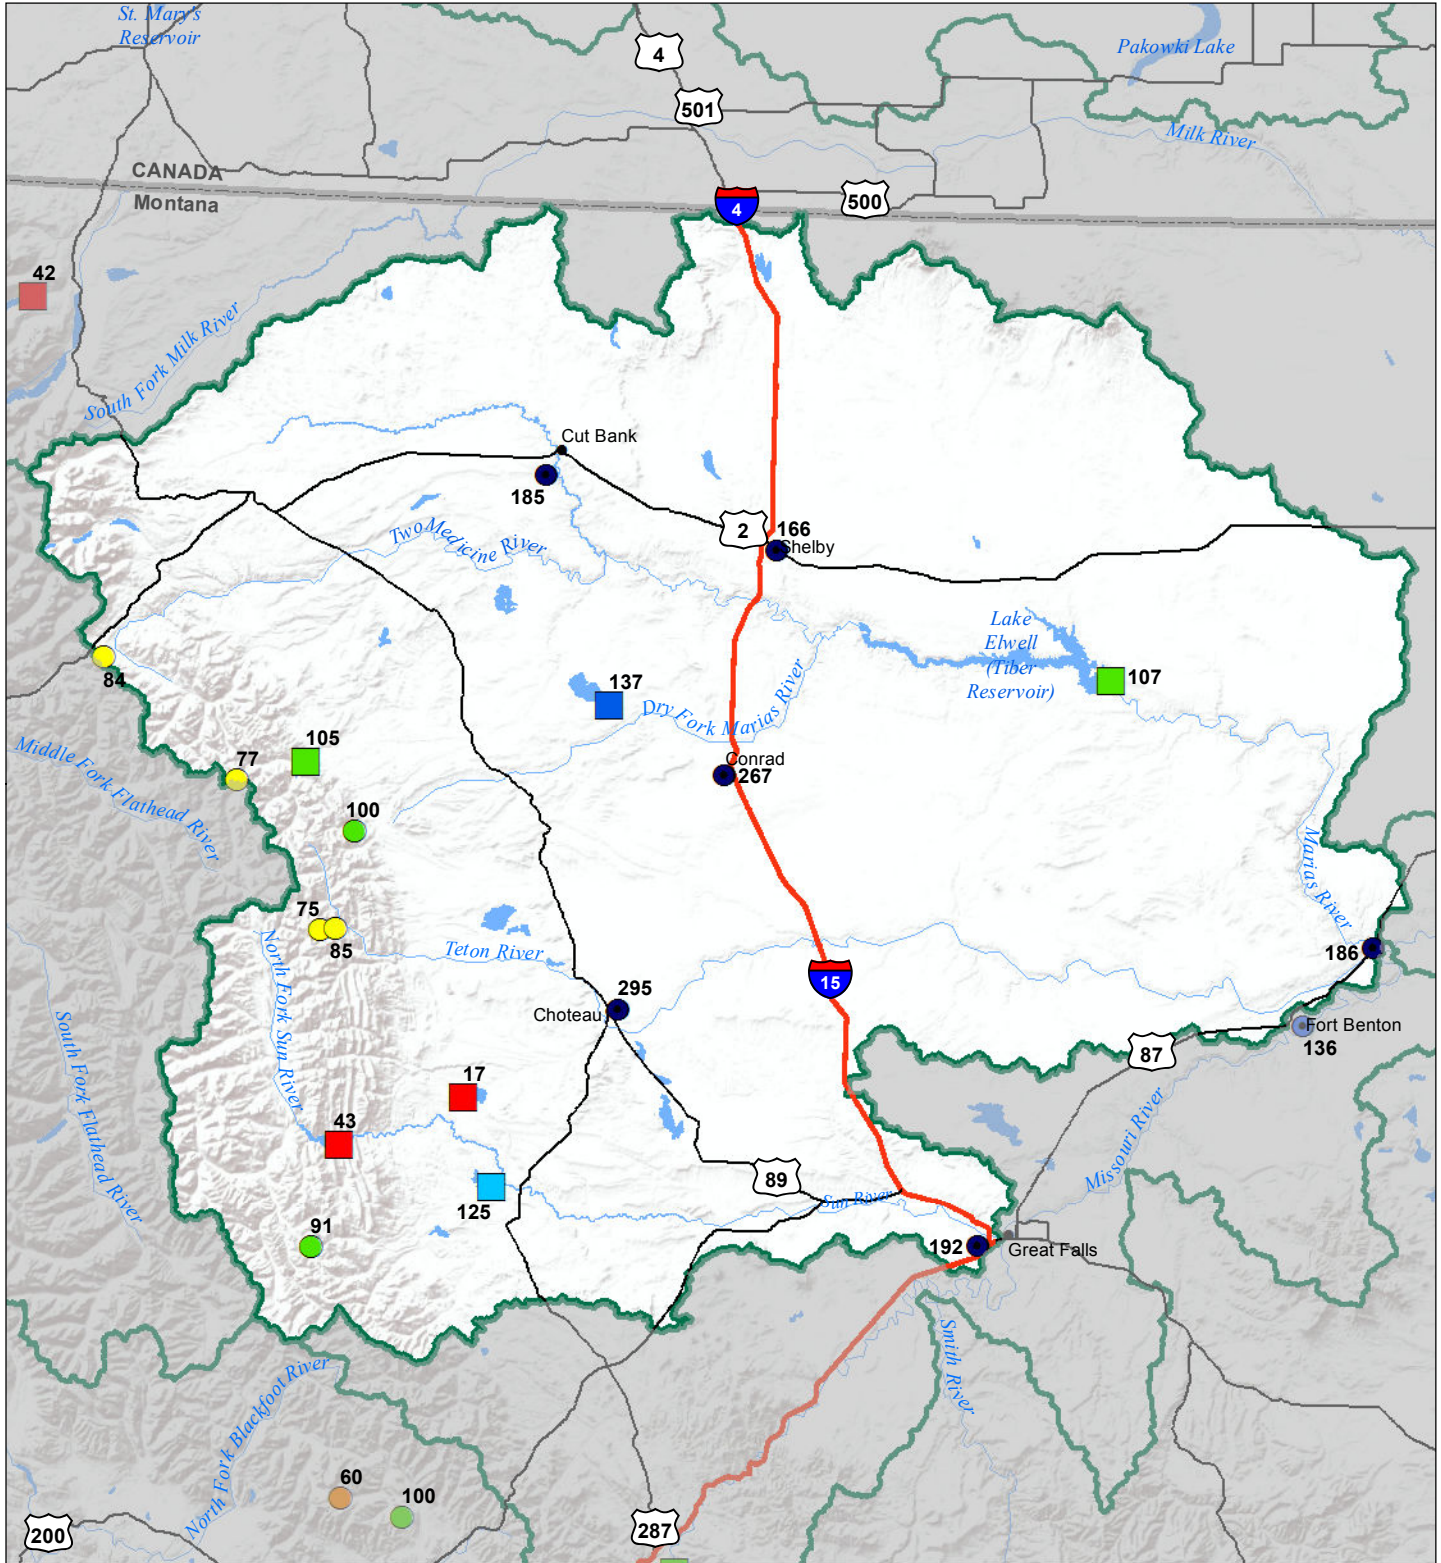 St. Mary's
Reservoir
4
Pakowki Lake
501
Milk River
CANADA
Montana
4
500
42
South Fork Milk River
Cut Bank
185
2
166
Shelby
Two Medicine River
Lake
Elwell
(Tiber
Reservoir)
84
137
107
Dry Fork Marias River
105
77
Middle Fork Flathead River
Conrad
267
100
Marias River
75
85
North Fork Sun River
Teton River
186
15
295
Choteau
South Fork Flathead River
Fort Benton
136
87
17
43
Missouri River
89
125
Sun River
91
192
Great Falls
Smith River
North Fork Blackfoot River
60
100
200
287